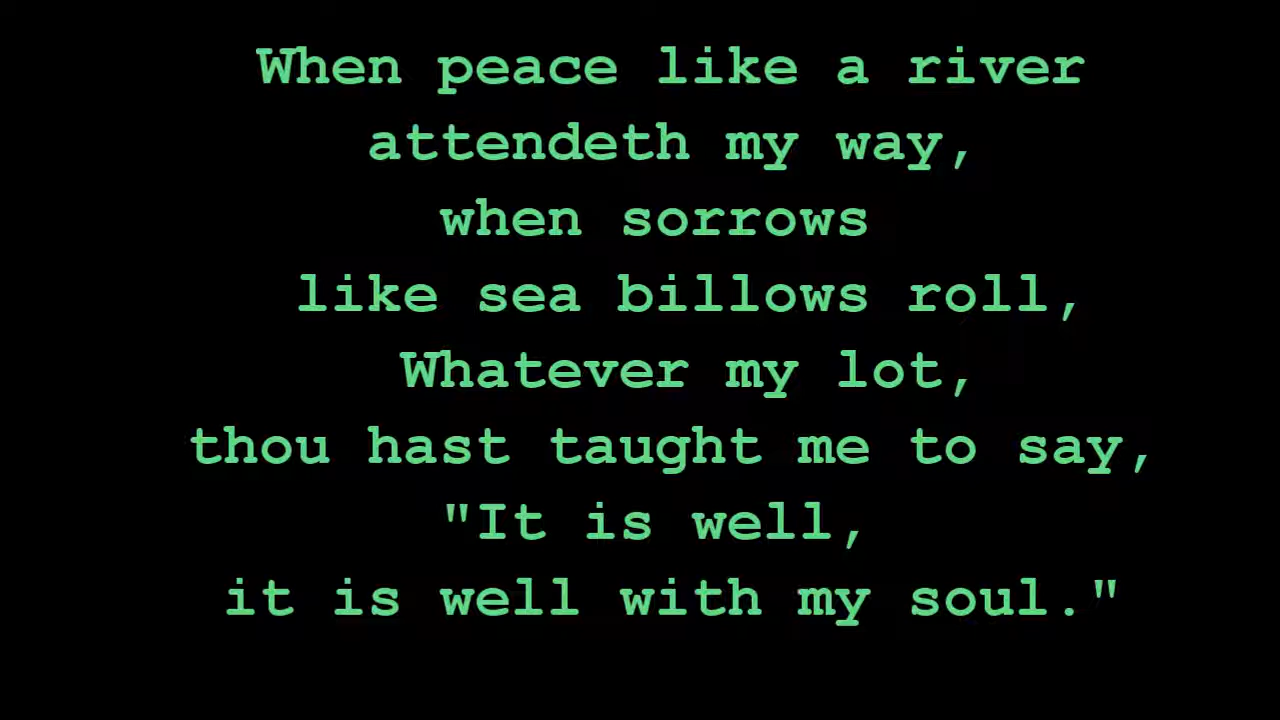 When peace like a river
attendeth my way,
when sorrows
like sea billows roll,
Whatever my lot,
thou hast taught me to say,
"It is well,
it is well with my soul."